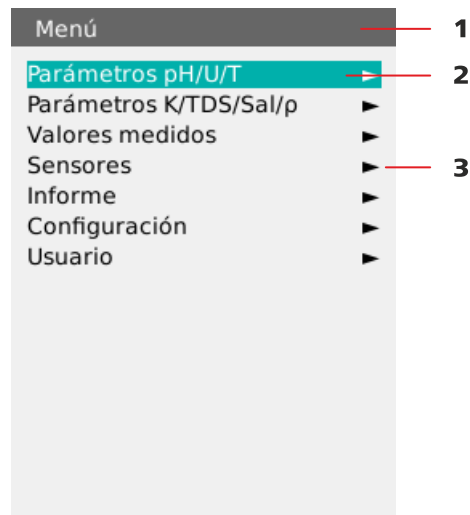 Menú 1
Parámetros pH/U/T 2
Parámetros K/TDS/Sal/ρ
Valores medidos
Sensores 3
Informe
Configuración
Usuario